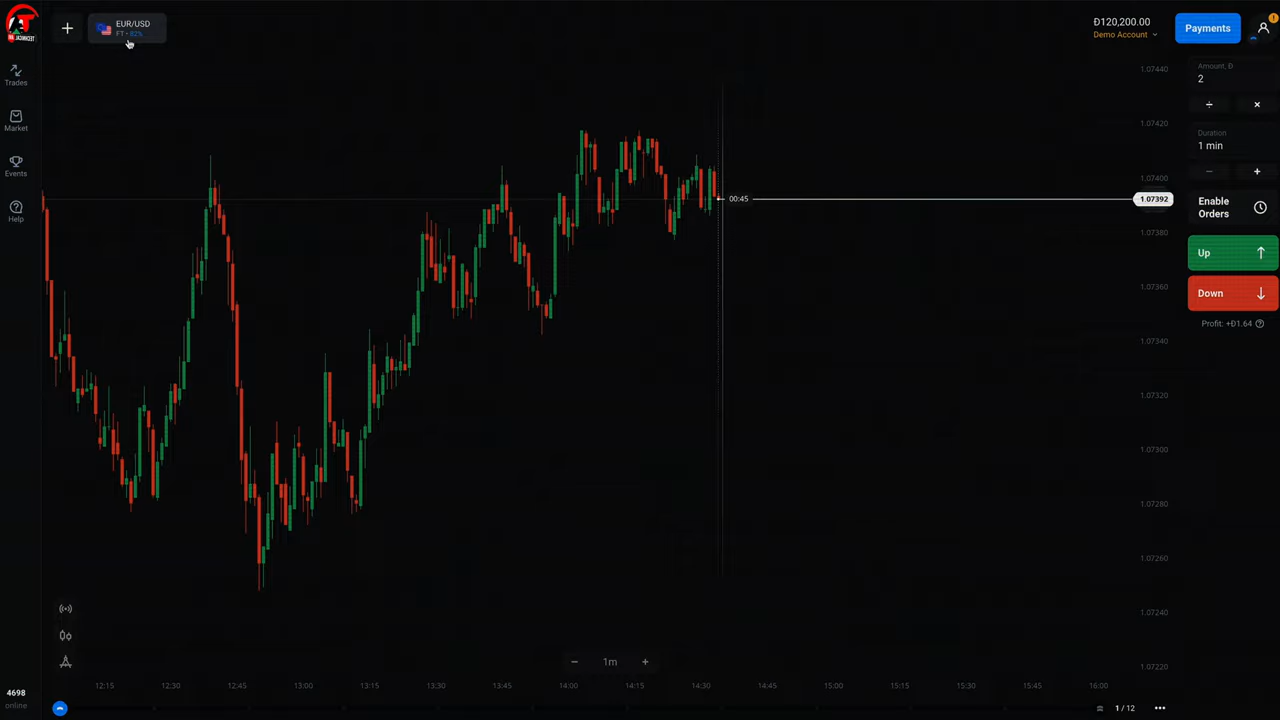 EUR/USD
FT • 82%
Đ120,200.00
Demo Account
Payments
Trades
Market
Events
Help
Amount, Đ
2
Duration
1 min
Enable
Orders
Up
Down
Profit: +Đ1.64
1.07440
1.07420
1.07400
1.07392
1.07380
1.07360
1.07340
1.07320
1.07300
1.07280
1.07260
1.07240
1.07220
00:45
1m
12:15 12:30 12:45 13:00 13:15 13:30 13:45 14:00 14:15 14:30 14:45 15:00 15:15 15:30 15:45 16:00
4698
online
1 / 12